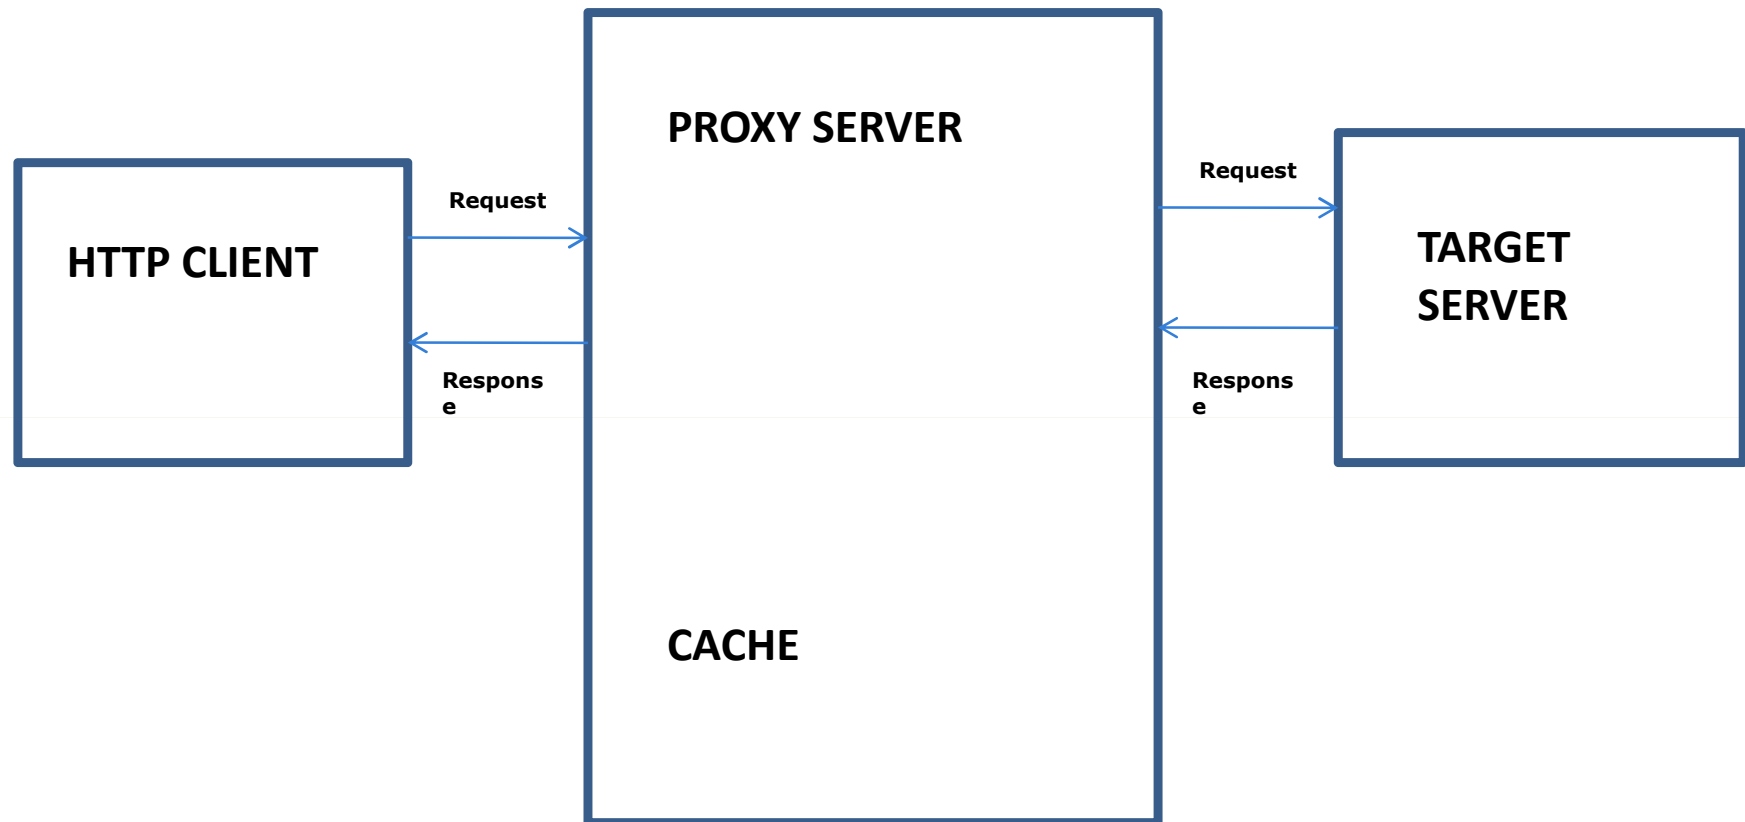 PROXY SERVER
Request
Request
HTTP CLIENT
TARGET
SERVER
Respons
e
Respons
e
CACHE